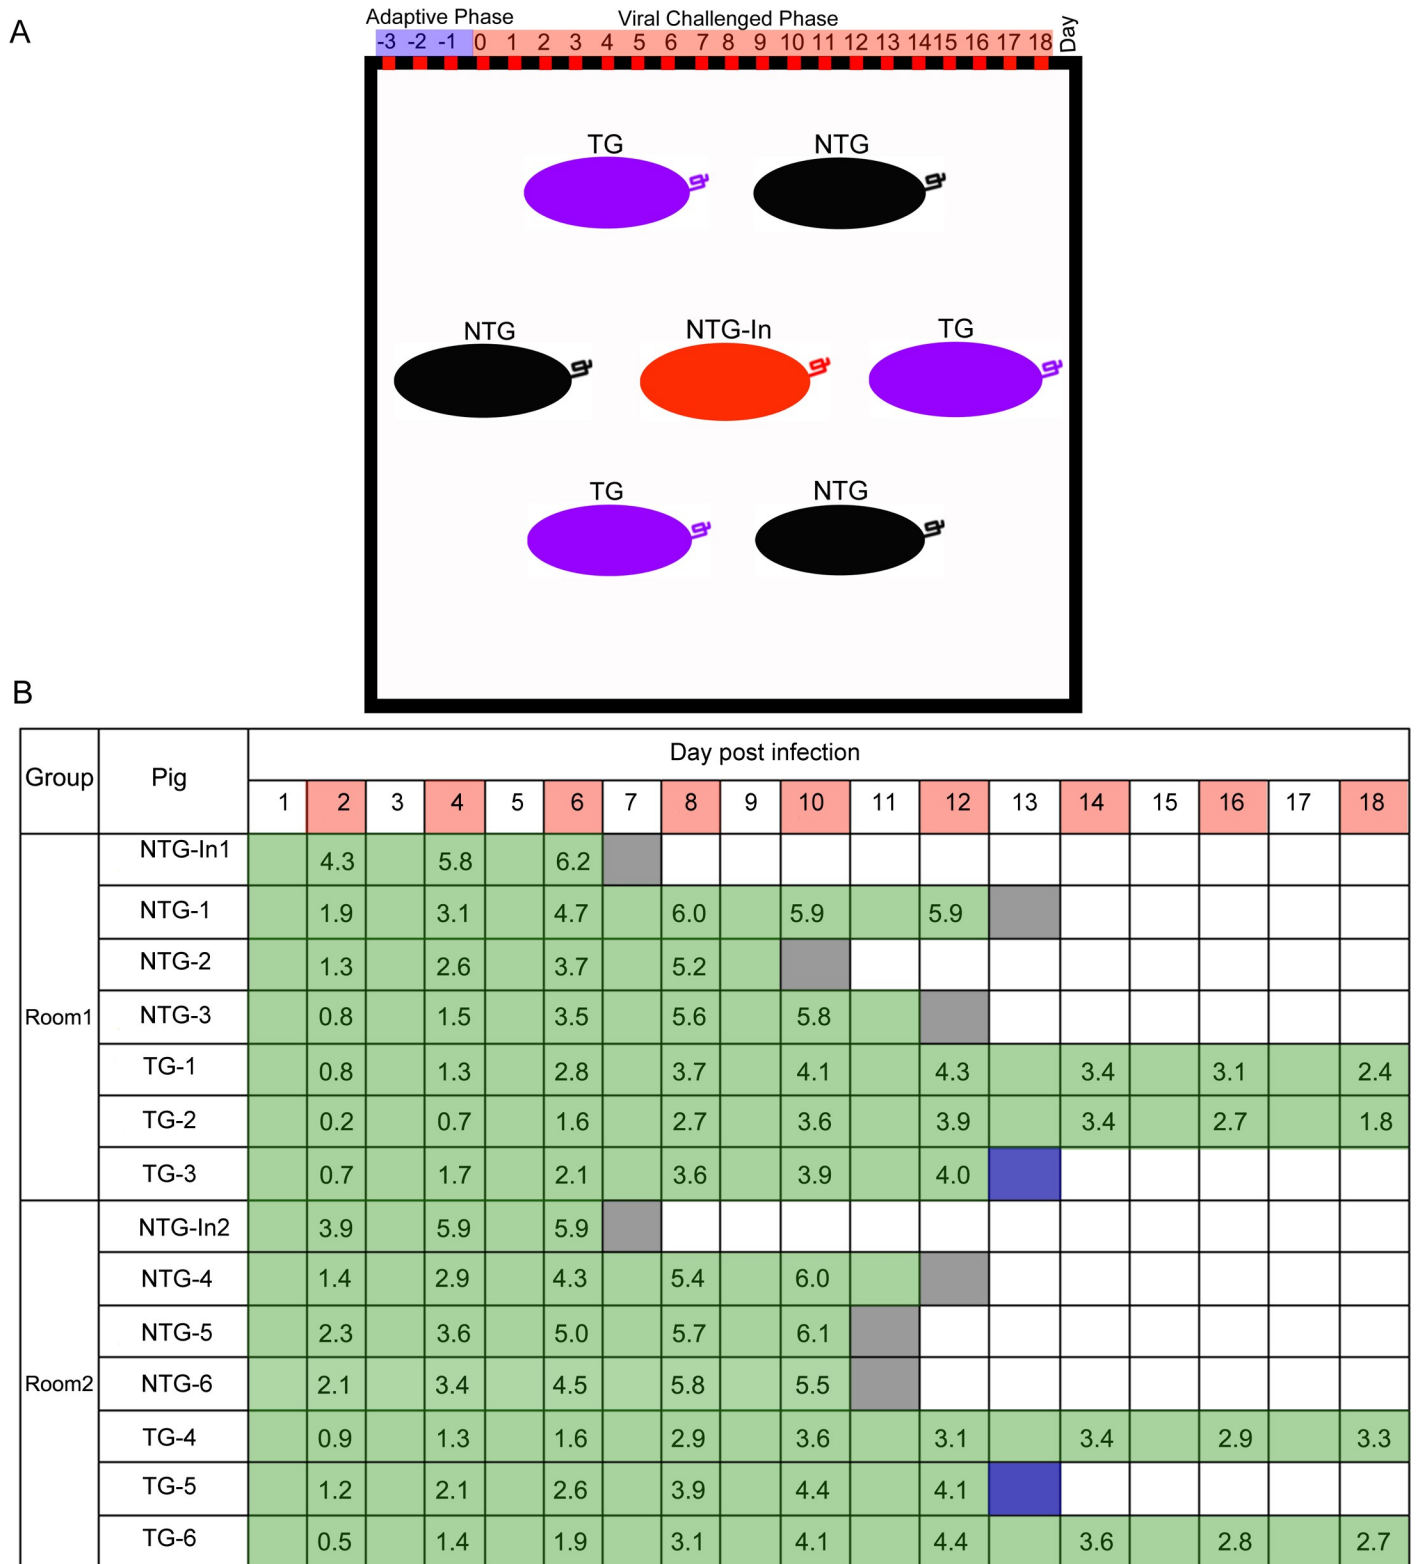 A
Adaptive Phase Viral Challenged Phase
-3 -2 -1 0 1 2 3 4 5 6 7 8 9 10 11 12 13 14 15 16 17 18 Day
TG NTG
NTG NTG-In TG
TG NTG
B
Group Pig Day post infection
1 2 3 4 5 6 7 8 9 10 11 12 13 14 15 16 17 18
Room1
NTG-In1 4.3 5.8 6.2
NTG-1 1.9 3.1 4.7 6.0 5.9 5.9
NTG-2 1.3 2.6 3.7 5.2
NTG-3 0.8 1.5 3.5 5.6 5.8
TG-1 0.8 1.3 2.8 3.7 4.1 4.3 3.4 3.1 2.4
TG-2 0.2 0.7 1.6 2.7 3.6 3.9 3.4 2.7 1.8
TG-3 0.7 1.7 2.1 3.6 3.9 4.0
Room2
NTG-In2 3.9 5.9 5.9
NTG-4 1.4 2.9 4.3 5.4 6.0
NTG-5 2.3 3.6 5.0 5.7 6.1
NTG-6 2.1 3.4 4.5 5.8 5.5
TG-4 0.9 1.3 1.6 2.9 3.6 3.1 3.4 2.9 3.3
TG-5 1.2 2.1 2.6 3.9 4.4 4.1
TG-6 0.5 1.4 1.9 3.1 4.1 4.4 3.6 2.8 2.7